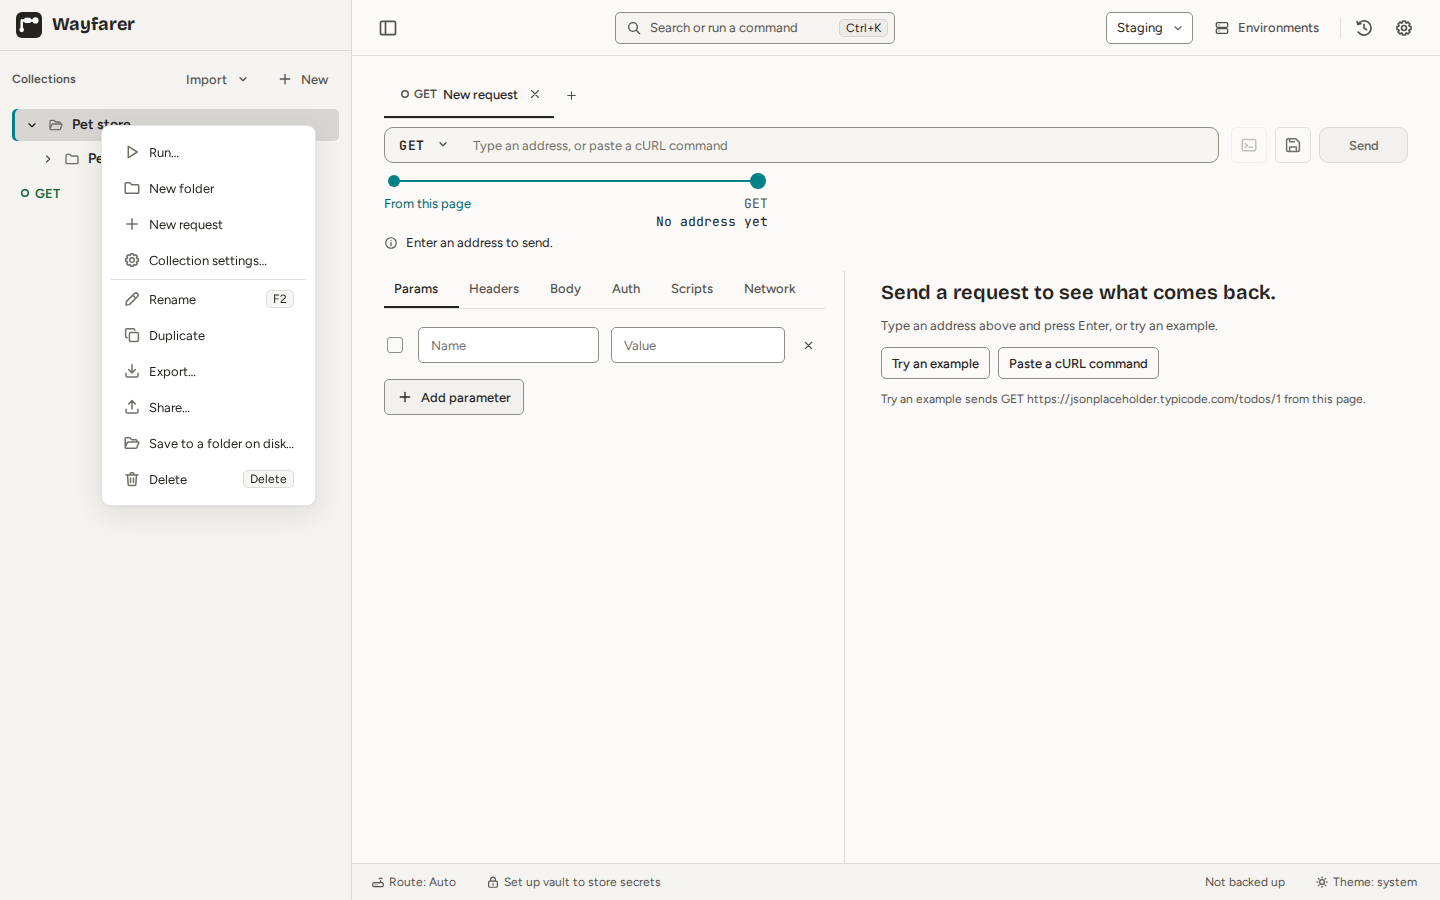 Wayfarer
Search or run a command
Ctrl+K
Staging
Environments
Collections
Import
New
Pet store
GET
Run...
New folder
New request
Collection settings...
Rename
F2
Duplicate
Export...
Share...
Save to a folder on disk...
Delete
Delete
GET New request
GET
Type an address, or paste a cURL command
Send
From this page
GET
No address yet
Enter an address to send.
Params
Headers
Body
Auth
Scripts
Network
Name
Value
Add parameter
Send a request to see what comes back.
Type an address above and press Enter, or try an example.
Try an example
Paste a cURL command
Try an example sends GET https://jsonplaceholder.typicode.com/todos/1 from this page.
Route: Auto
Set up vault to store secrets
Not backed up
Theme: system